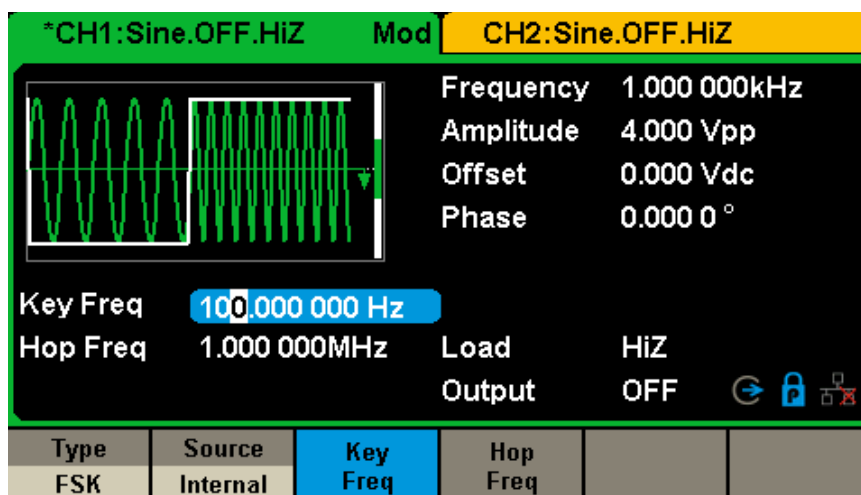 *CH1:Sine.OFF.HiZ Mod CH2:Sine.OFF.HiZ
Frequency 1.000 000kHz
Amplitude 4.000 Vpp
Offset 0.000 Vdc
Phase 0.000 0 °
Key Freq 100.000 000 Hz
Hop Freq 1.000 000MHz Load HiZ
Output OFF P
Type Source Key Hop
FSK Internal Freq Freq